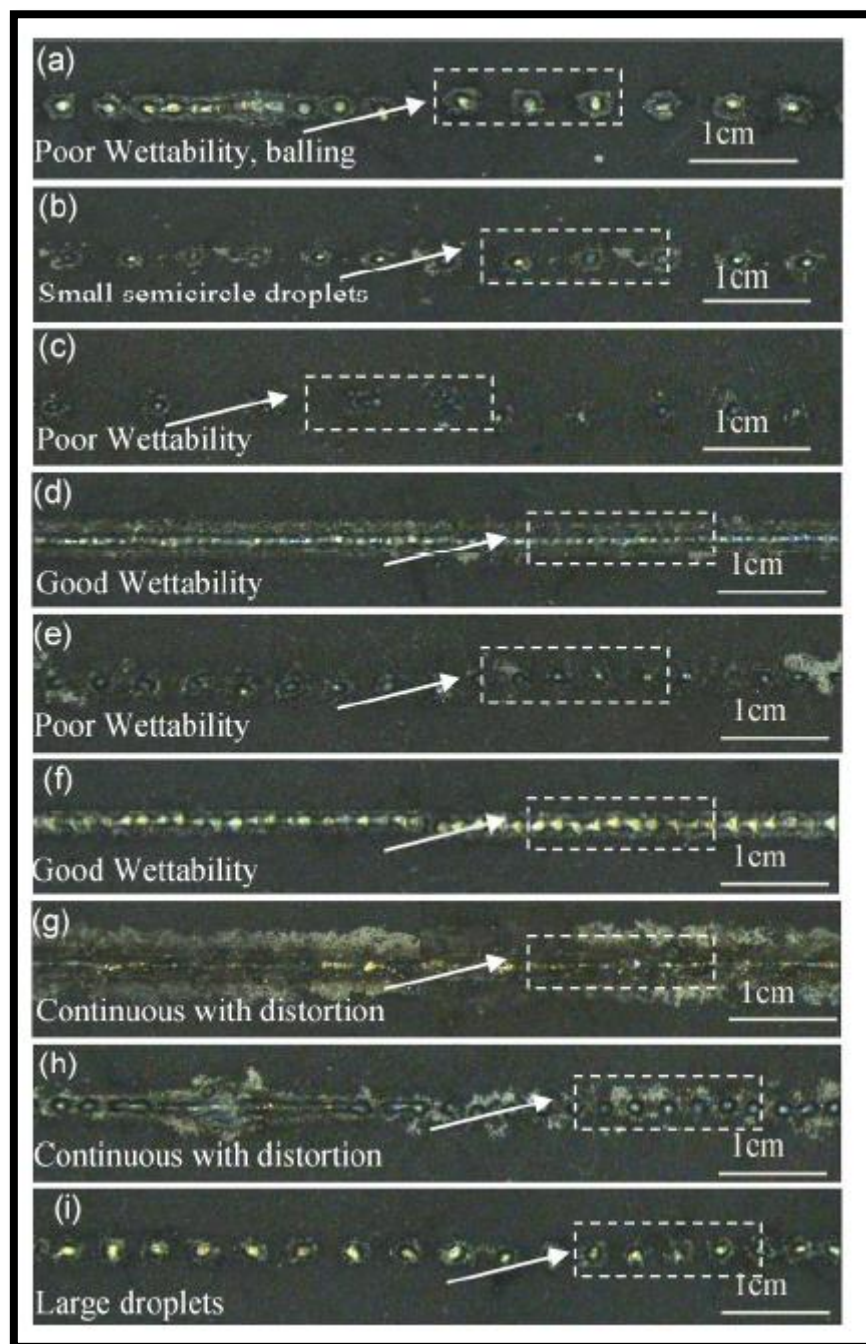 (a)
1cm
Poor Wettability, balling
(b)
1cm
Small semicircle droplets
(c)
1cm
Poor Wettability
(d)
1cm
Good Wettability
(e)
1cm
Poor Wettability
(f)
1cm
Good Wettability
(g)
1cm
Continuous with distortion
(h)
1cm
Continuous with distortion
(i)
1cm
Large droplets